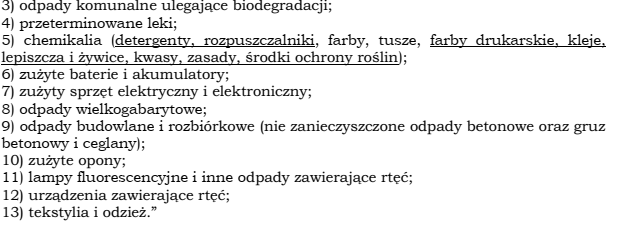 3) odpady komunalne ulegające biodegradacji;
4) przeterminowane leki;
5) chemikalia (detergenty, rozpuszczalniki, farby, tusze, farby drukarskie, kleje,
lepiszcza i żywice, kwasy, zasady, środki ochrony roślin);
6) zużyte baterie i akumulatory;
7) zużyty sprzęt elektryczny i elektroniczny;
8) odpady wielkogabarytowe;
9) odpady budowlane i rozbiórkowe (nie zanieczyszczone odpady betonowe oraz gruz
betonowy i ceglany);
10) zużyte opony;
11) lampy fluorescencyjne i inne odpady zawierające rtęć;
12) urządzenia zawierające rtęć;
13) tekstylia i odzież.”